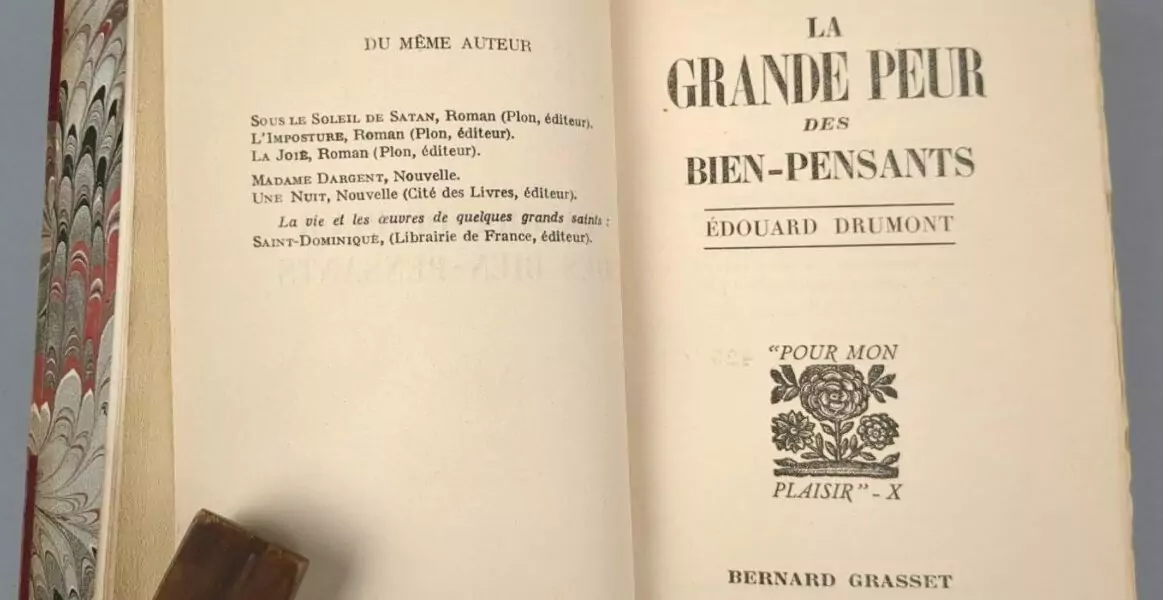 DU MÊME AUTEUR
SOUS LE SOLEIL DE SATAN, Roman (Plon, éditeur).
L'IMPOSTURE, Roman (Plon, éditeur).
LA JOIE, Roman (Plon, éditeur).
MADAME DARGENT, Nouvelle.
UNE NUIT, Nouvelle (Cité des Livres, éditeur).
La vie et les œuvres de quelques grands saints :
SAINT-DOMINIQUE, (Librairie de France, éditeur).
LA
GRANDE PEUR
DES
BIEN-PENSANTS
ÉDOUARD DRUMONT
"POUR MON
PLAISIR" - X
BERNARD GRASSET